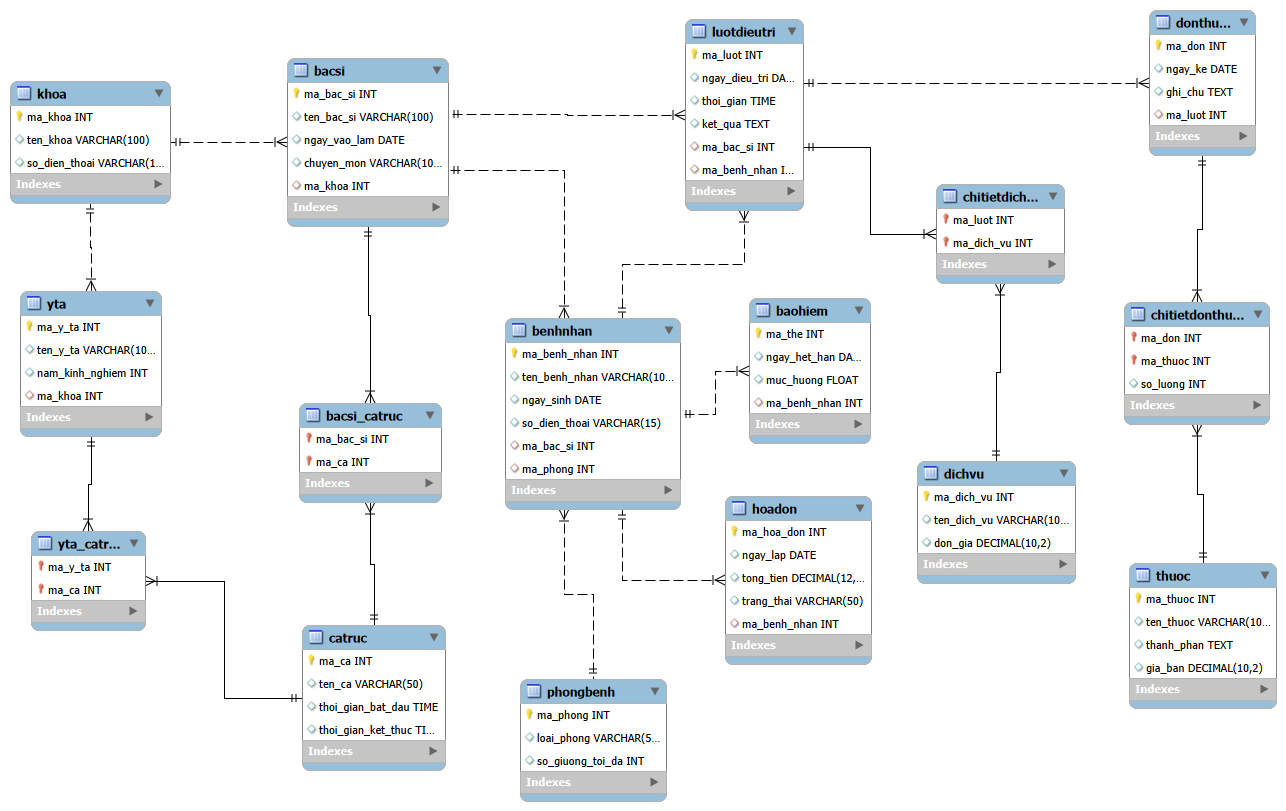 khoa
ma_khoa INT
ten_khoa VARCHAR(100)
so_dien_thoai VARCHAR(1...
Indexes
bacsi
ma_bac_si INT
ten_bac_si VARCHAR(100)
ngay_vao_lam DATE
chuyen_mon VARCHAR(10...
ma_khoa INT
Indexes
luotdieutri
ma_luot INT
ngay_dieu_tri DA...
thoi_gian TIME
ket_qua TEXT
ma_bac_si INT
ma_benh_nhan I...
Indexes
donthu...
ma_don INT
ngay_ke DATE
ghi_chu TEXT
ma_luot INT
Indexes
chitietdich...
ma_luot INT
ma_dich_vu INT
Indexes
yta
ma_y_ta INT
ten_y_ta VARCHAR(10...
nam_kinh_nghiem INT
ma_khoa INT
Indexes
benhnhan
ma_benh_nhan INT
ten_benh_nhan VARCHAR(10...
ngay_sinh DATE
so_dien_thoai VARCHAR(15)
ma_bac_si INT
ma_phong INT
Indexes
baohiem
ma_the INT
ngay_het_han DA...
muc_huong FLOAT
ma_benh_nhan INT
Indexes
chitietdonthu...
ma_don INT
ma_thuoc INT
so_luong INT
Indexes
bacsi_catruc
ma_bac_si INT
ma_ca INT
Indexes
dichvu
ma_dich_vu INT
ten_dich_vu VARCHAR(10...
don_gia DECIMAL(10,2)
Indexes
hoadon
ma_hoa_don INT
ngay_lap DATE
tong_tien DECIMAL(12,...
trang_thai VARCHAR(50)
ma_benh_nhan INT
Indexes
yta_catr...
ma_y_ta INT
ma_ca INT
Indexes
thuoc
ma_thuoc INT
ten_thuoc VARCHAR(10...
thanh_phan TEXT
gia_ban DECIMAL(10,2)
Indexes
catruc
ma_ca INT
ten_ca VARCHAR(50)
thoi_gian_bat_dau TIME
thoi_gian_ket_thuc TI...
Indexes
phongbenh
ma_phong INT
loai_phong VARCHAR(5...
so_giuong_toi_da INT
Indexes